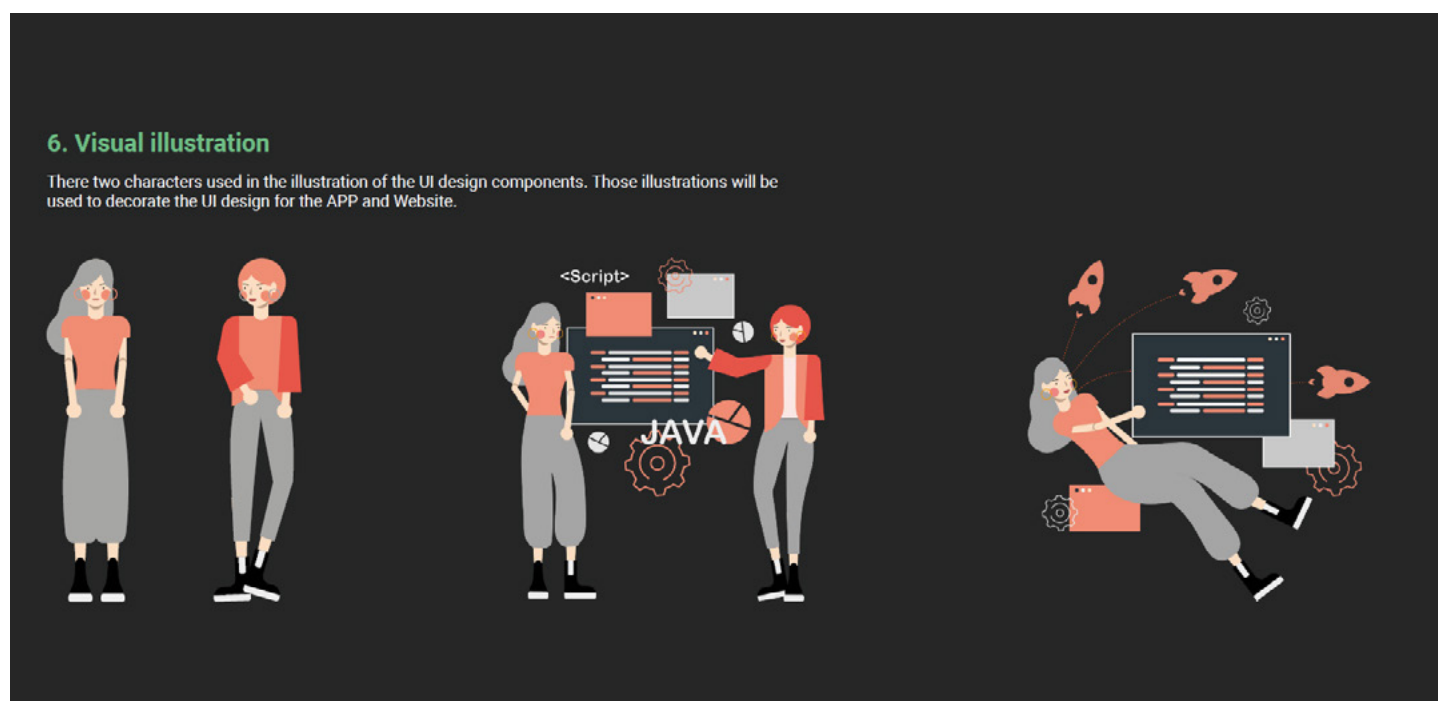 6. Visual illustration
There two characters used in the illustration of the UI design components. Those illustrations will be
used to decorate the UI design for the APP and Website.
<Script>
JAVA